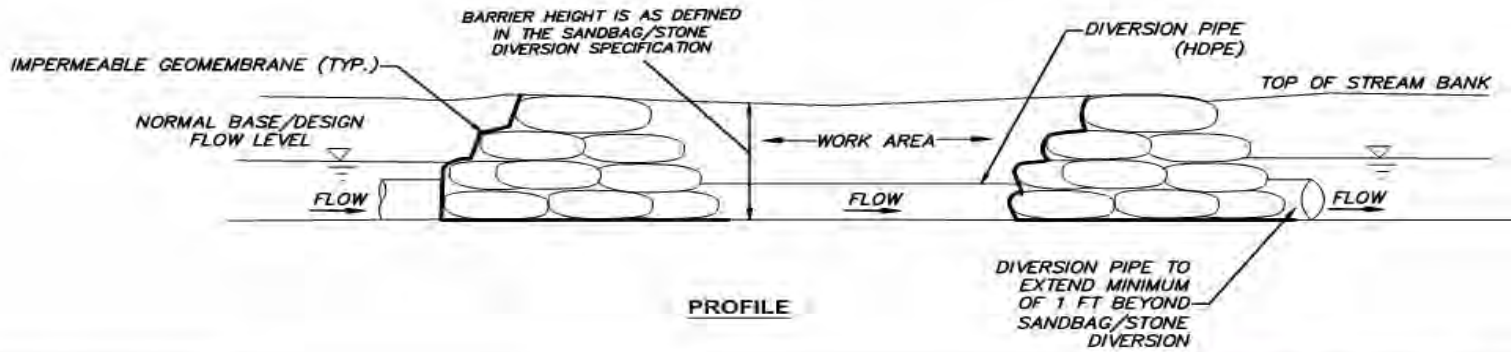 BARRIER HEIGHT IS AS DEFINED
IN THE SANDBAG/STONE
DIVERSION SPECIFICATION
DIVERSION PIPE
(HDPE)
IMPERMEABLE GEOMEMBRANE (TYP.)
TOP OF STREAM BANK
NORMAL BASE/DESIGN
FLOW LEVEL
WORK AREA
FLOW
FLOW
FLOW
DIVERSION PIPE TO
EXTEND MINIMUM
OF 1 FT BEYOND
SANDBAG/STONE
DIVERSION
PROFILE